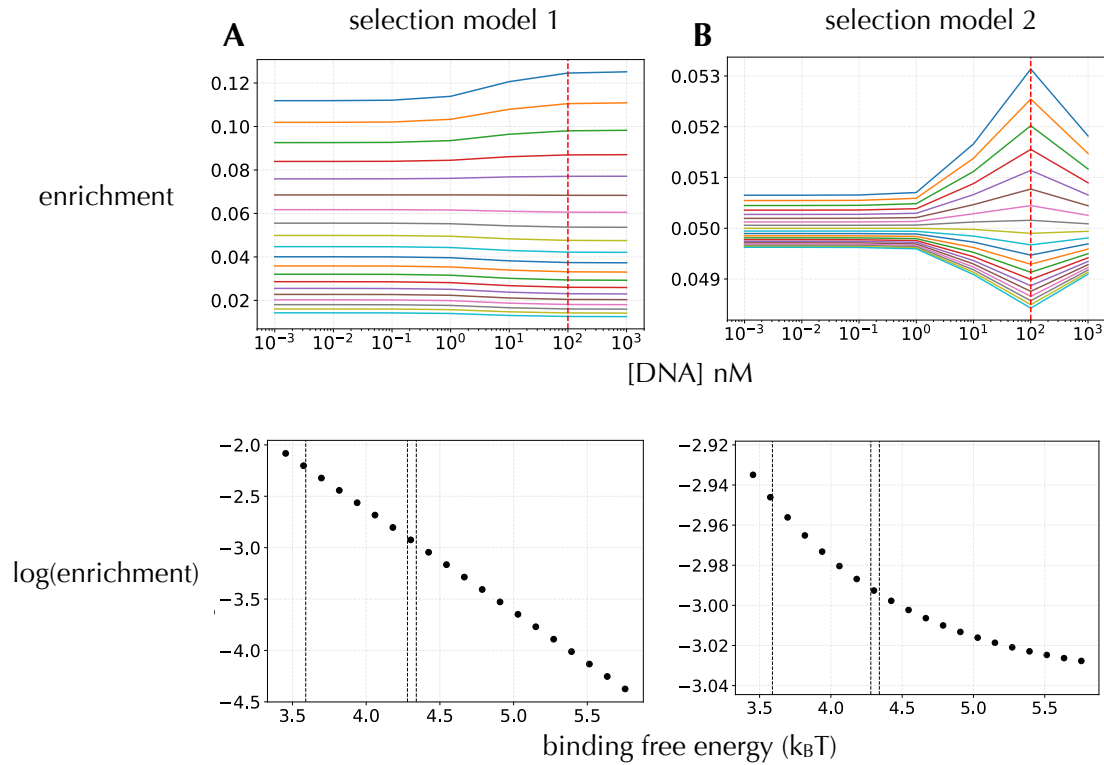 selection model 1
selection model 2
A
B
enrichment
0.12
0.10
0.08
0.06
0.04
0.02
10⁻³ 10⁻² 10⁻¹ 10⁰ 10¹ 10² 10³
0.053
0.052
0.051
0.050
0.049
10⁻³ 10⁻² 10⁻¹ 10⁰ 10¹ 10² 10³
[DNA] nM
log(enrichment)
−2.0
−2.5
−3.0
−3.5
−4.0
−4.5
3.5 4.0 4.5 5.0 5.5
−2.92
−2.94
−2.96
−2.98
−3.00
−3.02
−3.04
3.5 4.0 4.5 5.0 5.5
binding free energy (kBT)